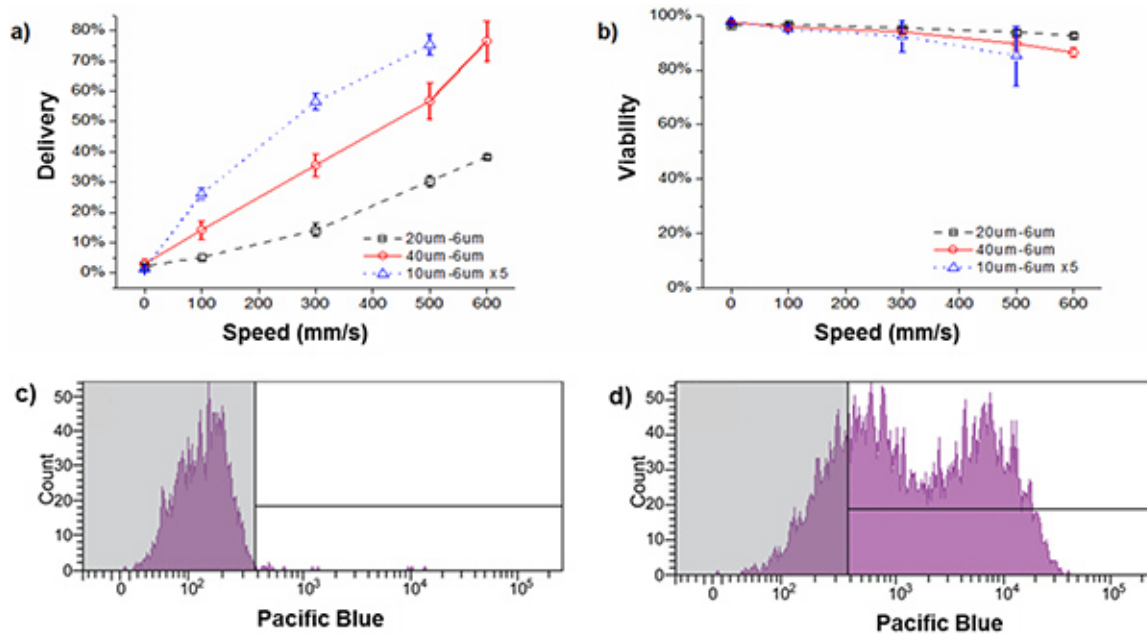 a)
Delivery
80%
70%
60%
50%
40%
30%
20%
10%
0%
20um-6um
40um-6um
10um-6um x5
0 100 200 300 400 500 600
Speed (mm/s)
b)
Viability
100%
80%
60%
40%
20%
0%
20um-6um
40um-6um
10um-6um x5
0 100 200 300 400 500 600
Speed (mm/s)
c)
Count
50
40
30
20
10
0
0 10² 10³ 10⁴ 10⁵
Pacific Blue
d)
Count
50
40
30
20
10
0
0 10² 10³ 10⁴ 10⁵
Pacific Blue